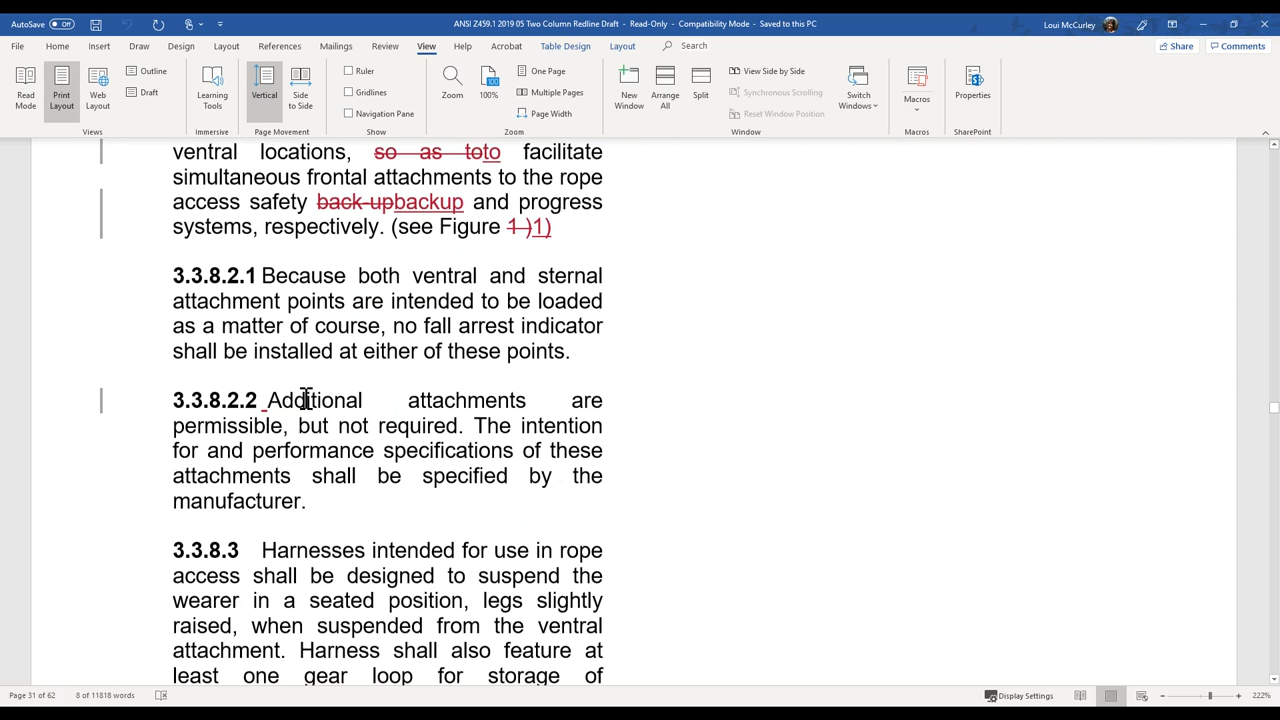 AutoSave Off
ANSI Z459.1 2019 05 Two Column Redline Draft - Read-Only - Compatibility Mode - Saved to this PC
Loui McCurley
File Home Insert Draw Design Layout References Mailings Review View Help Acrobat Table Design Layout Search
Share Comments
Read Mode
Print Layout
Web Layout
Outline
Draft
Views
Learning Tools
Immersive
Vertical
Side to Side
Page Movement
Ruler
Gridlines
Navigation Pane
Show
Zoom
100
100%
One Page
Multiple Pages
Page Width
Zoom
New Window
Arrange All
Split
View Side by Side
Synchronous Scrolling
Reset Window Position
Switch Windows
Window
Macros
Macros
Properties
SharePoint
ventral locations, so as toto facilitate
simultaneous frontal attachments to the rope
access safety back-upbackup and progress
systems, respectively. (see Figure 1 )1)
3.3.8.2.1 Because both ventral and sternal
attachment points are intended to be loaded
as a matter of course, no fall arrest indicator
shall be installed at either of these points.
3.3.8.2.2 Additional attachments are
permissible, but not required. The intention
for and performance specifications of these
attachments shall be specified by the
manufacturer.
3.3.8.3 Harnesses intended for use in rope
access shall be designed to suspend the
wearer in a seated position, legs slightly
raised, when suspended from the ventral
attachment. Harness shall also feature at
least one gear loop for storage of
Page 31 of 62 8 of 11818 words
Display Settings
222%